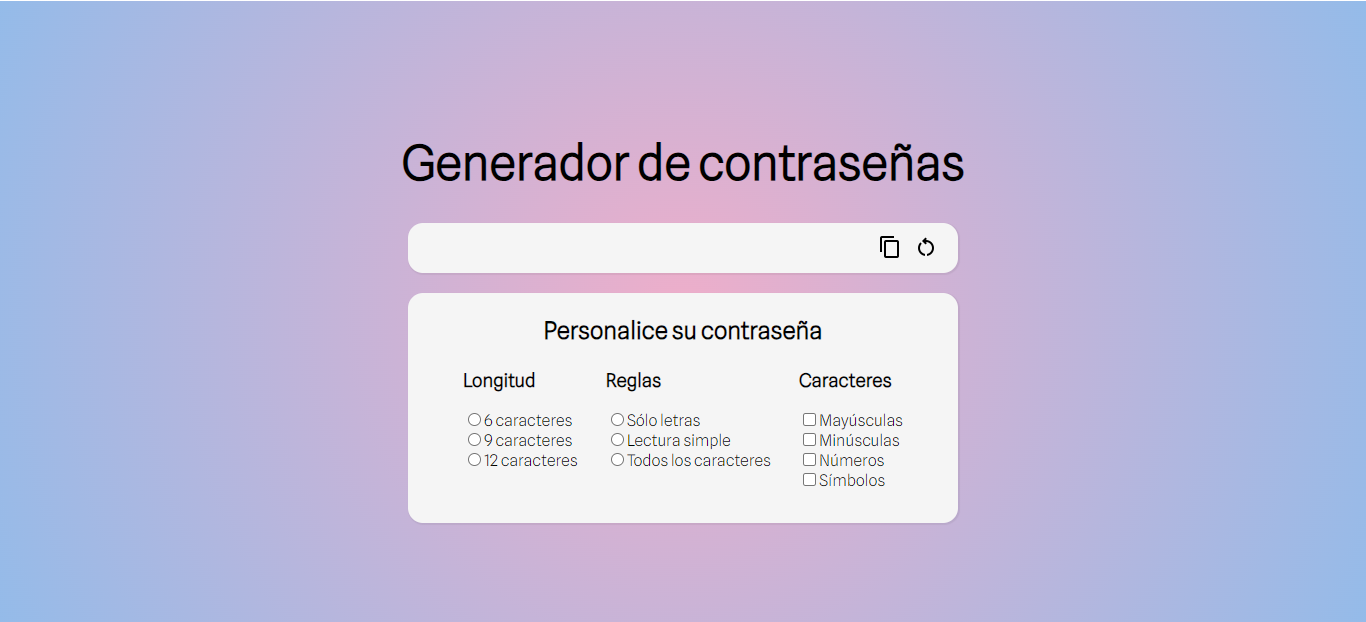 Generador de contraseñas
Personalice su contraseña
Longitud
6 caracteres
9 caracteres
12 caracteres
Reglas
Sólo letras
Lectura simple
Todos los caracteres
Caracteres
Mayúsculas
Minúsculas
Números
Símbolos